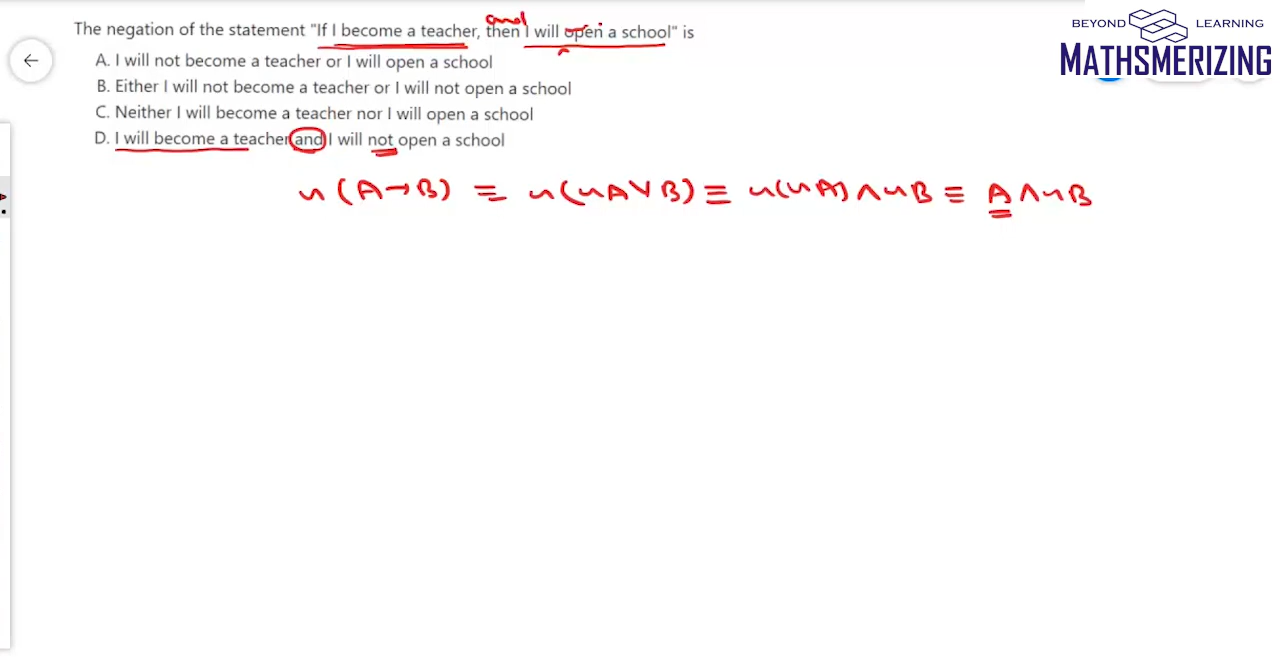 BEYOND LEARNING
MATHSMERIZING
and
The negation of the statement "If I become a teacher, then I will open a school" is
A. I will not become a teacher or I will open a school
B. Either I will not become a teacher or I will not open a school
C. Neither I will become a teacher nor I will open a school
D. I will become a teacher and I will not open a school
~(A→B) ≡ ~(~A∨B) ≡ ~(~A)∧~B ≡ A∧~B